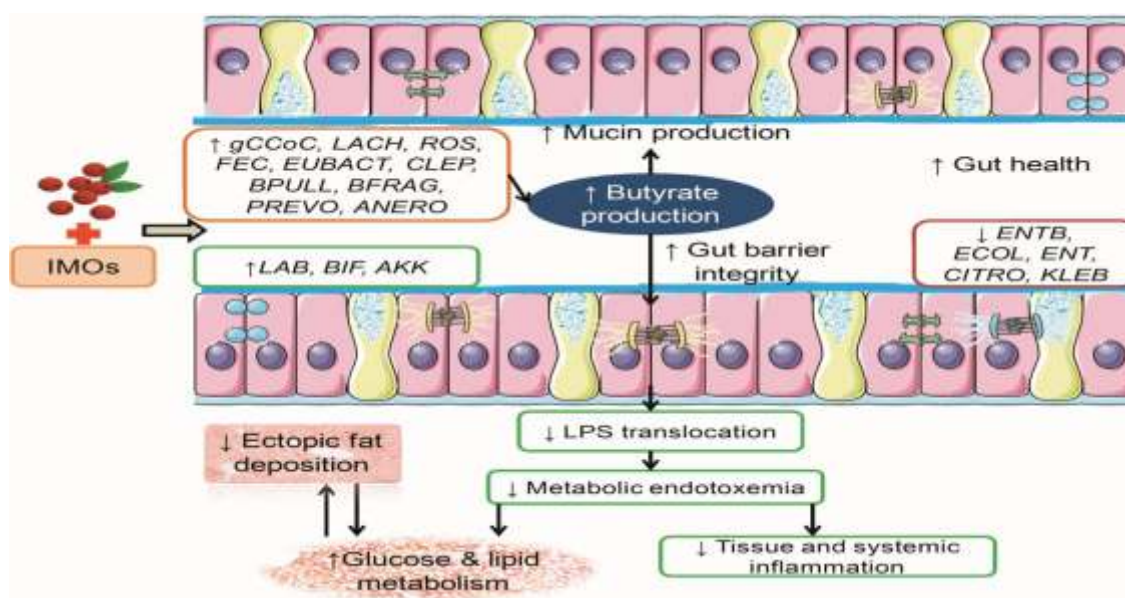 ↑ gCCoC, LACH, ROS,
FEC, EUBACT, CLEP,
BPULL, BFRAG,
PREVO, ANERO
IMOs
↑LAB, BIF, AKK
↑ Mucin production
↑ Butyrate
production
↑ Gut barrier
integrity
↑ Gut health
↓ ENTB,
ECOL, ENT,
CITRO, KLEB
↓ LPS translocation
↓ Metabolic endotoxemia
↓ Ectopic fat
deposition
↑Glucose & lipid
metabolism
↓ Tissue and systemic
inflammation